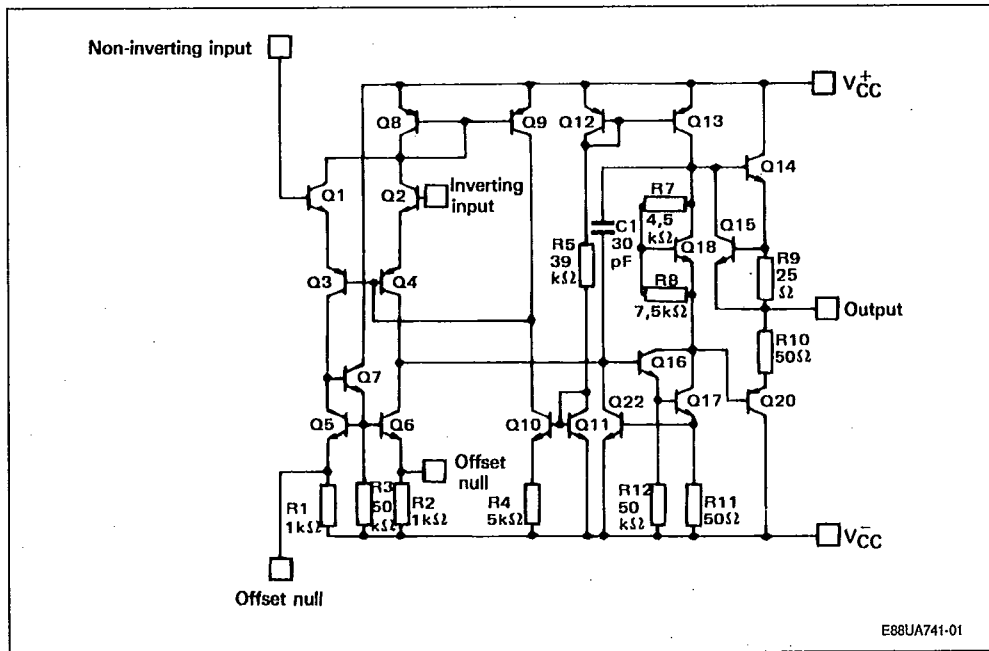 Non-inverting input
V+CC
Q8
Q9
Q12
Q13
Q14
Q1
Q2
Inverting
input
R7
4,5
kΩ
Q15
C1
30
pF
Q18
R5
39
kΩ
R9
25
Ω
Q3
Q4
R8
7,5kΩ
Output
R10
50Ω
Q7
Q16
Q5
Q6
Q10
Q11
Q22
Q17
Q20
Offset
null
R1
1kΩ
R3
50
kΩ
R2
1kΩ
R4
5kΩ
R12
50
kΩ
R11
50Ω
V-CC
Offset null
E88UA741-01